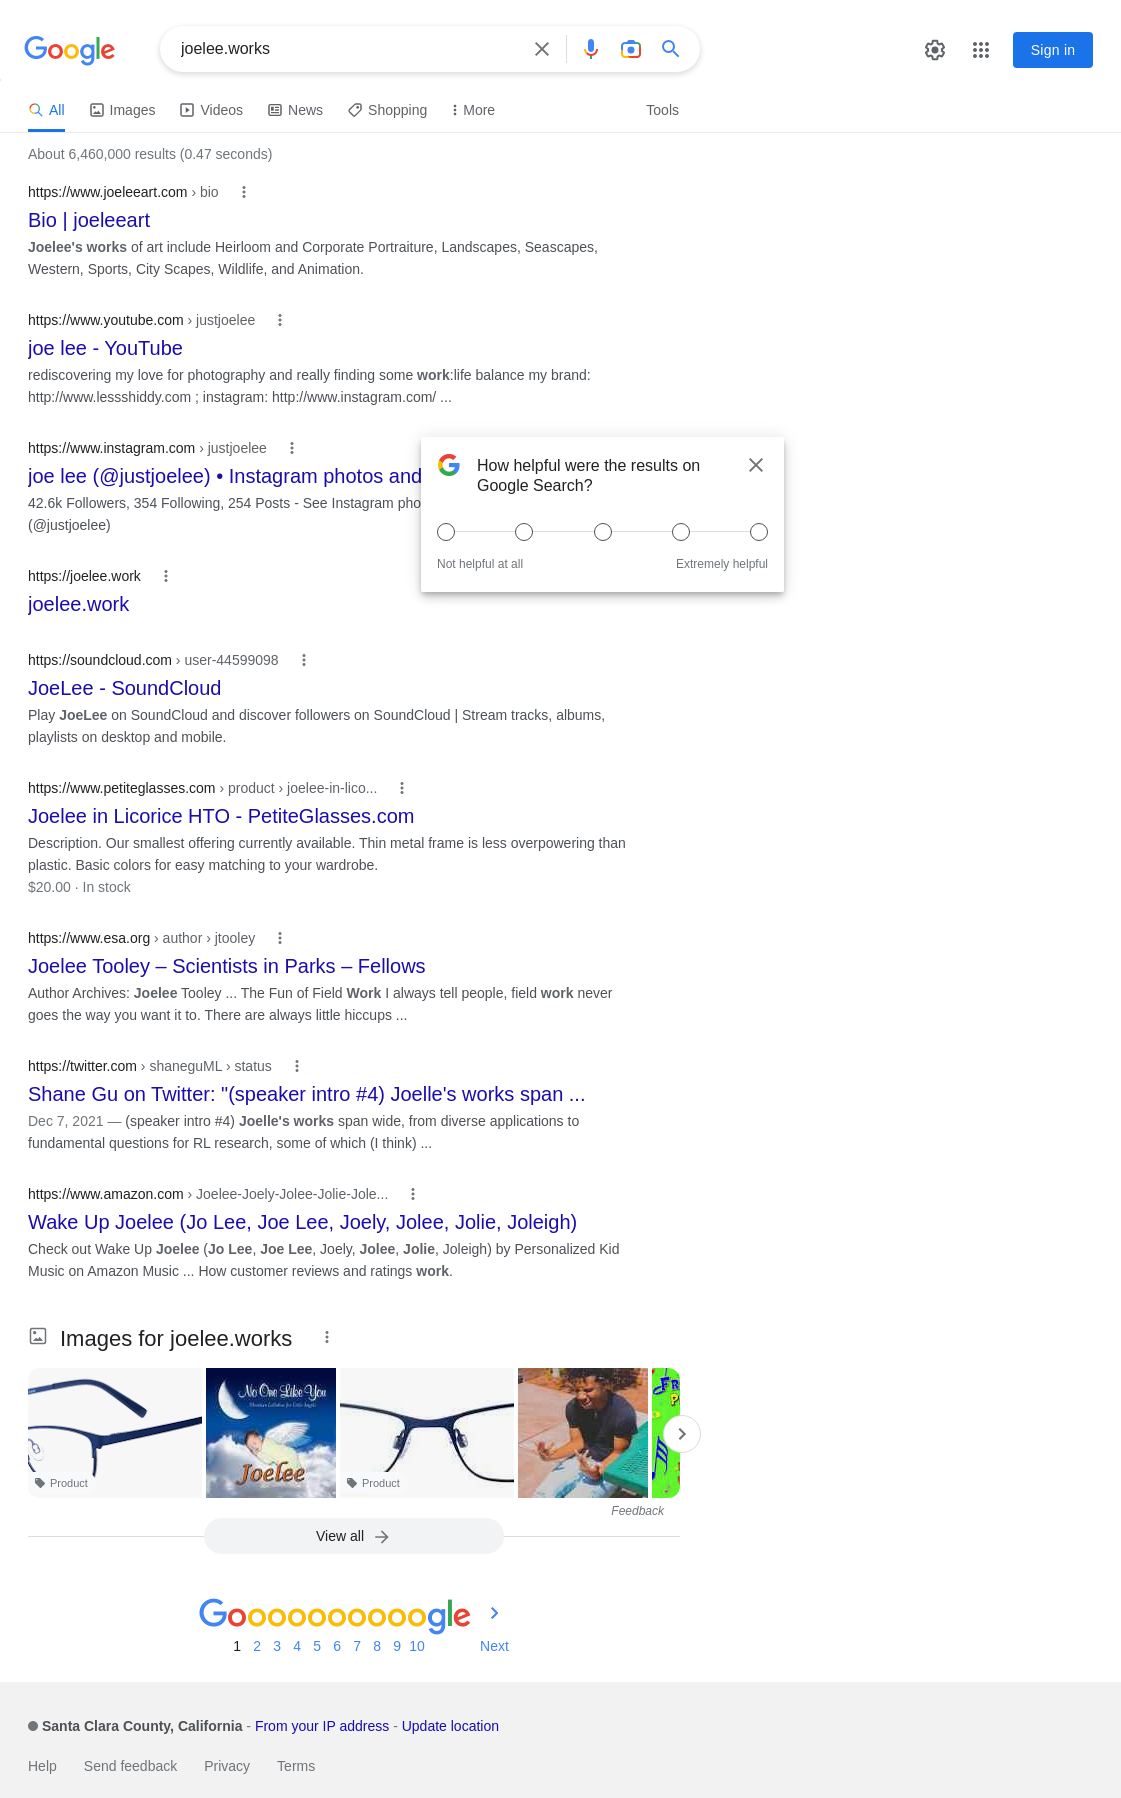 Google
joelee.works
Sign in
All
Images
Videos
News
Shopping
More
Tools
About 6,460,000 results (0.47 seconds)
https://www.joeleeart.com › bio
Bio | joeleeart
Joelee's works of art include Heirloom and Corporate Portraiture, Landscapes, Seascapes,
Western, Sports, City Scapes, Wildlife, and Animation.
https://www.youtube.com › justjoelee
joe lee - YouTube
rediscovering my love for photography and really finding some work:life balance my brand:
http://www.lessshiddy.com ; instagram: http://www.instagram.com/ ...
https://www.instagram.com › justjoelee
joe lee (@justjoelee) • Instagram photos and
42.6k Followers, 354 Following, 254 Posts - See Instagram pho
(@justjoelee)
How helpful were the results on
Google Search?
Not helpful at all
Extremely helpful
https://joelee.work
joelee.work
https://soundcloud.com › user-44599098
JoeLee - SoundCloud
Play JoeLee on SoundCloud and discover followers on SoundCloud | Stream tracks, albums,
playlists on desktop and mobile.
https://www.petiteglasses.com › product › joelee-in-lico...
Joelee in Licorice HTO - PetiteGlasses.com
Description. Our smallest offering currently available. Thin metal frame is less overpowering than
plastic. Basic colors for easy matching to your wardrobe.
$20.00 · In stock
https://www.esa.org › author › jtooley
Joelee Tooley – Scientists in Parks – Fellows
Author Archives: Joelee Tooley ... The Fun of Field Work I always tell people, field work never
goes the way you want it to. There are always little hiccups ...
https://twitter.com › shaneguML › status
Shane Gu on Twitter: "(speaker intro #4) Joelle's works span ...
Dec 7, 2021 — (speaker intro #4) Joelle's works span wide, from diverse applications to
fundamental questions for RL research, some of which (I think) ...
https://www.amazon.com › Joelee-Joely-Jolee-Jolie-Jole...
Wake Up Joelee (Jo Lee, Joe Lee, Joely, Jolee, Jolie, Joleigh)
Check out Wake Up Joelee (Jo Lee, Joe Lee, Joely, Jolee, Jolie, Joleigh) by Personalized Kid
Music on Amazon Music ... How customer reviews and ratings work.
Images for joelee.works
No One Like You
Joelee
Product
Product
Feedback
View all
Goooooooooogle
1 2 3 4 5 6 7 8 9 10 Next
Santa Clara County, California - From your IP address - Update location
Help
Send feedback
Privacy
Terms